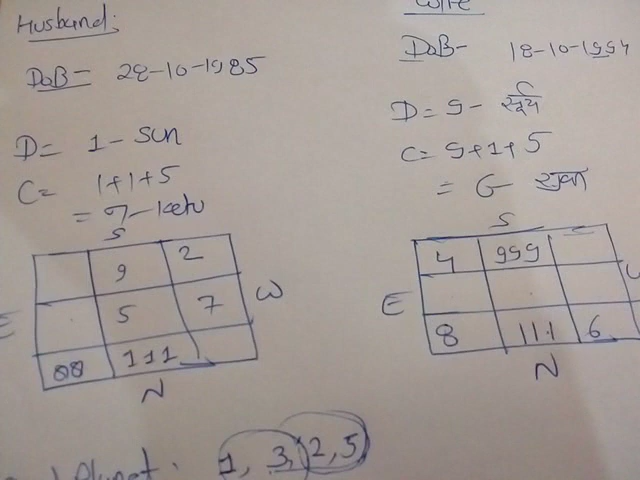 Husband:
DoB= 28-10-1985
D= 1- SUN
C= 1+1+5
= 7-ketu
S
9 2
E 5 7 W
88 111
N
Wife
DoB- 18-10-1994
D= 9-
C= 9+1+5
= 6
S
4 999
E
8 111 6
N
Planet: 1, 3, 2, 5